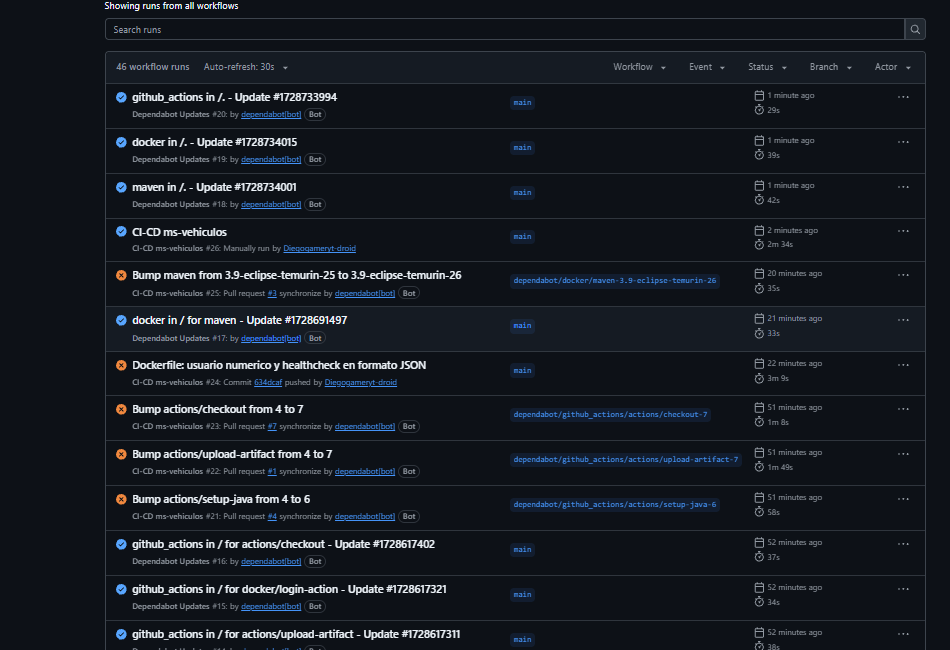 Showing runs from all workflows
Search runs
46 workflow runs Auto-refresh: 30s Workflow Event Status Branch Actor
github_actions in /. - Update #1728733994 main 1 minute ago
Dependabot Updates #20: by dependabot[bot] Bot 29s
docker in /. - Update #1728734015 main 1 minute ago
Dependabot Updates #19: by dependabot[bot] Bot 39s
maven in /. - Update #1728734001 main 1 minute ago
Dependabot Updates #18: by dependabot[bot] Bot 42s
CI-CD ms-vehiculos main 2 minutes ago
CI-CD ms-vehiculos #26: Manually run by Diegogameryt-droid 2m 34s
Bump maven from 3.9-eclipse-temurin-25 to 3.9-eclipse-temurin-26 dependabot/docker/maven-3.9-eclipse-temurin-26 20 minutes ago
CI-CD ms-vehiculos #25: Pull request #3 synchronize by dependabot[bot] Bot 35s
docker in / for maven - Update #1728691497 main 21 minutes ago
Dependabot Updates #17: by dependabot[bot] Bot 33s
Dockerfile: usuario numerico y healthcheck en formato JSON main 22 minutes ago
CI-CD ms-vehiculos #24: Commit 634dcaf pushed by Diegogameryt-droid 3m 9s
Bump actions/checkout from 4 to 7 dependabot/github_actions/actions/checkout-7 51 minutes ago
CI-CD ms-vehiculos #23: Pull request #7 synchronize by dependabot[bot] Bot 1m 8s
Bump actions/upload-artifact from 4 to 7 dependabot/github_actions/actions/upload-artifact-7 51 minutes ago
CI-CD ms-vehiculos #22: Pull request #1 synchronize by dependabot[bot] Bot 1m 49s
Bump actions/setup-java from 4 to 6 dependabot/github_actions/actions/setup-java-6 51 minutes ago
CI-CD ms-vehiculos #21: Pull request #4 synchronize by dependabot[bot] Bot 58s
github_actions in / for actions/checkout - Update #1728617402 main 52 minutes ago
Dependabot Updates #16: by dependabot[bot] Bot 37s
github_actions in / for docker/login-action - Update #1728617321 main 52 minutes ago
Dependabot Updates #15: by dependabot[bot] Bot 34s
github_actions in / for actions/upload-artifact - Update #1728617311 main 52 minutes ago
38s